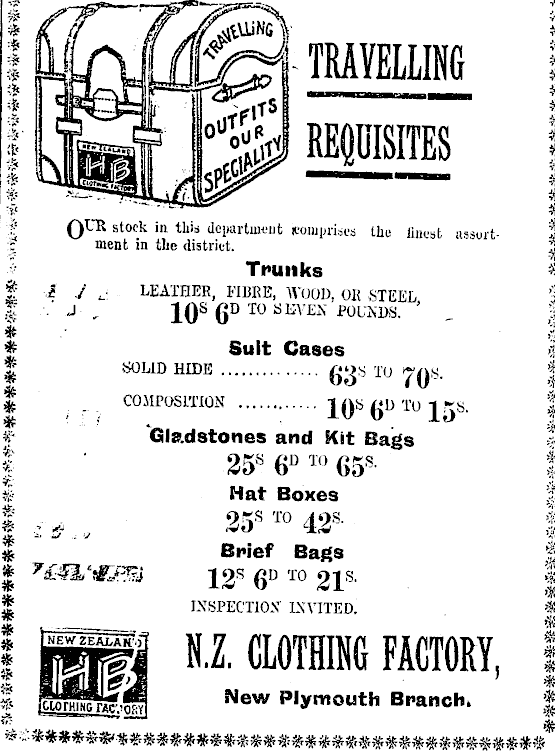 TRAVELLING
OUTFITS
OUR
SPECIALITY
NEW ZEALAND
HB
CLOTHING FACTORY
TRAVELLING
REQUISITES
OUR stock in this department comprises the finest assort-
ment in the district.
Trunks
LEATHER, FIBRE, WOOD, OR STEEL,
10S 6D TO SEVEN POUNDS.
Suit Cases
SOLID HIDE .............. 63S TO 70S.
COMPOSITION ........... 10S 6D TO 15S.
Gladstones and Kit Bags
25S 6D TO 65S.
Hat Boxes
25S TO 42S.
Brief Bags
12S 6D TO 21S.
INSPECTION INVITED.
NEW ZEALAND
HB
CLOTHING FACTORY
N.Z. CLOTHING FACTORY,
New Plymouth Branch.